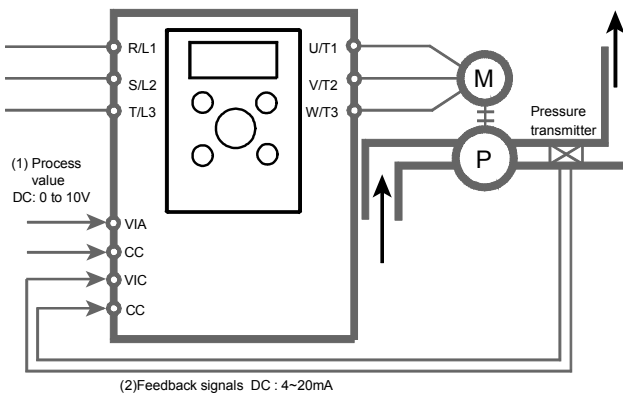 R/L1
S/L2
T/L3
U/T1
V/T2
W/T3
M
P
Pressure
transmitter
(1) Process
value
DC: 0 to 10V
VIA
CC
VIC
CC
(2)Feedback signals DC : 4~20mA